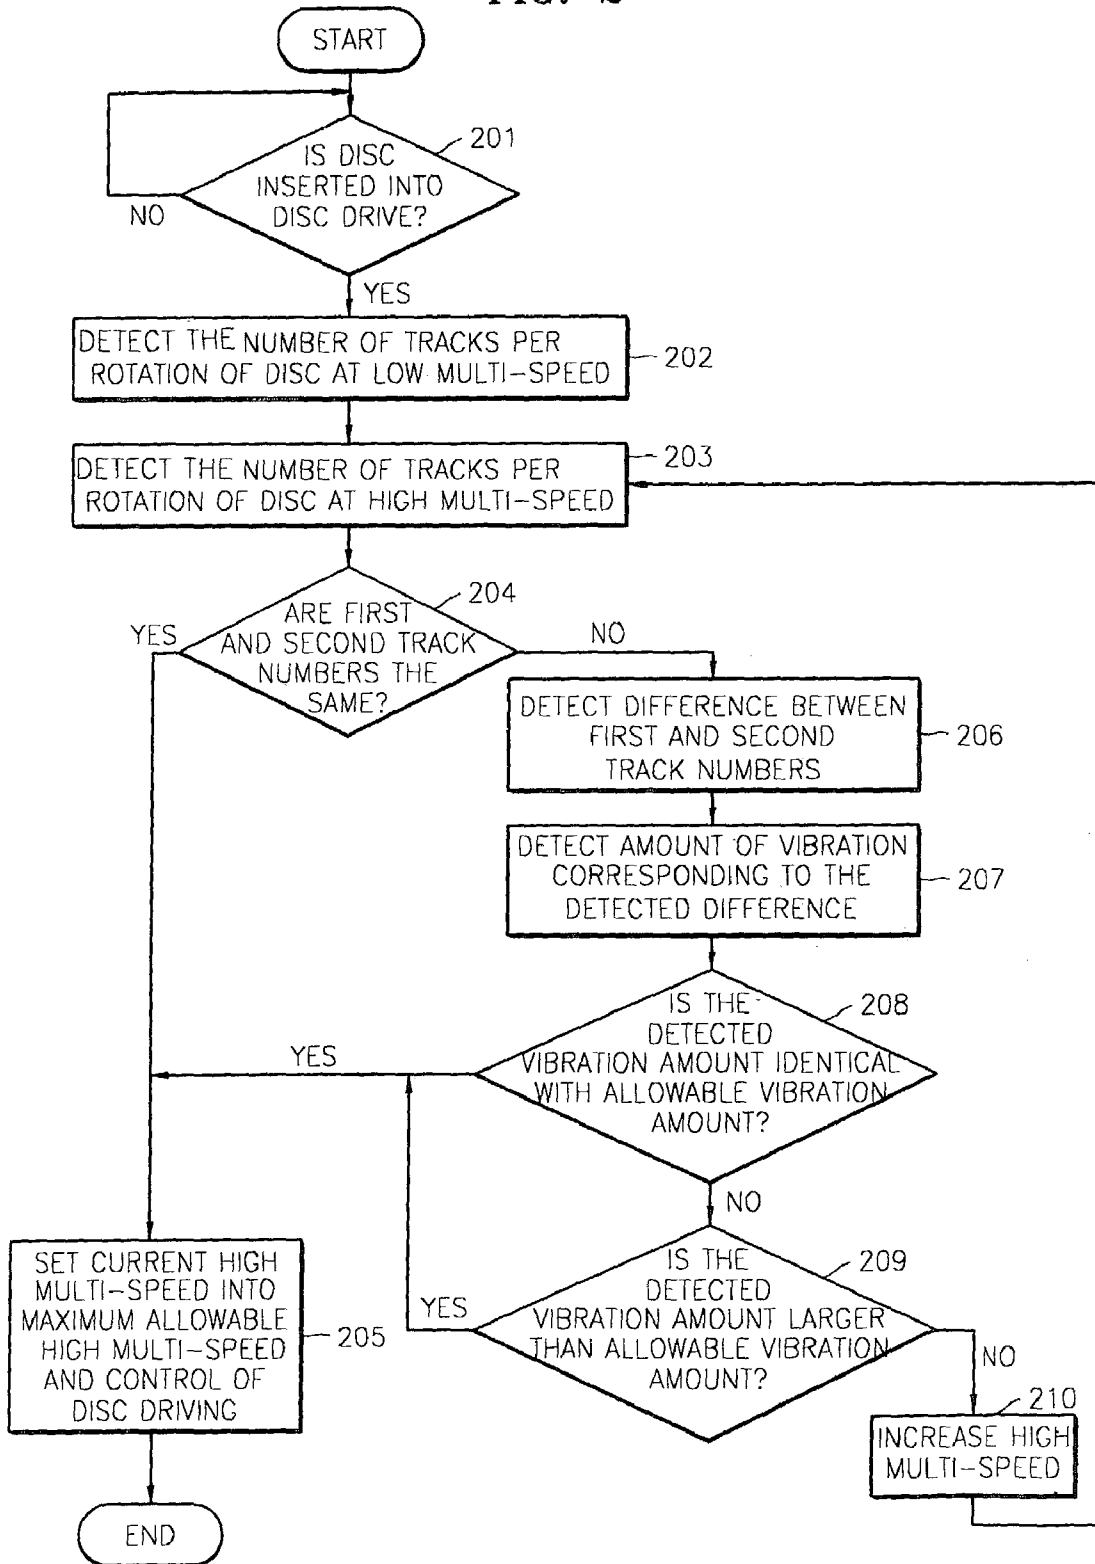 START
201
IS DISC
INSERTED INTO
DISC DRIVE?
NO
YES
DETECT THE NUMBER OF TRACKS PER
ROTATION OF DISC AT LOW MULTI-SPEED
202
203
DETECT THE NUMBER OF TRACKS PER
ROTATION OF DISC AT HIGH MULTI-SPEED
204
ARE FIRST
AND SECOND TRACK
NUMBERS THE
SAME?
YES
NO
DETECT DIFFERENCE BETWEEN
FIRST AND SECOND
TRACK NUMBERS
206
DETECT AMOUNT OF VIBRATION
CORRESPONDING TO THE
DETECTED DIFFERENCE
207
208
IS THE
DETECTED
VIBRATION AMOUNT IDENTICAL
WITH ALLOWABLE VIBRATION
AMOUNT?
YES
NO
209
IS THE
DETECTED
VIBRATION AMOUNT LARGER
THAN ALLOWABLE VIBRATION
AMOUNT?
YES
NO
SET CURRENT HIGH
MULTI-SPEED INTO
MAXIMUM ALLOWABLE
HIGH MULTI-SPEED
AND CONTROL OF
DISC DRIVING
205
210
INCREASE HIGH
MULTI-SPEED
END